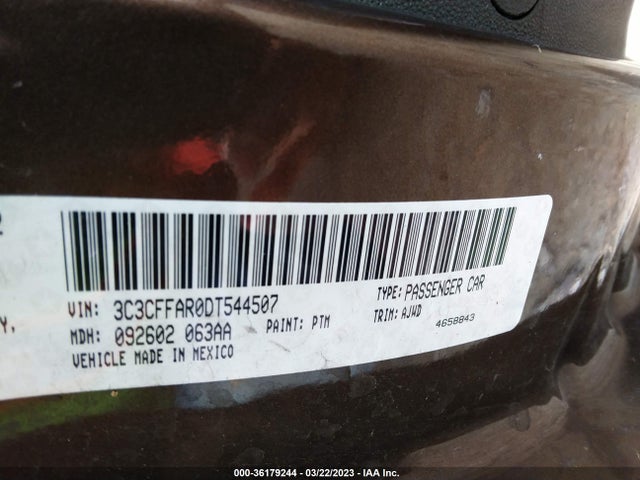 VIN: 3C3CFFAR0DT544507
TYPE: PASSENGER CAR
Y,
MDH: 092602 063AA
PAINT: PTM
TRIM: AJWD
VEHICLE MADE IN MEXICO
4658843
000-36179244 - 03/22/2023 - IAA Inc.